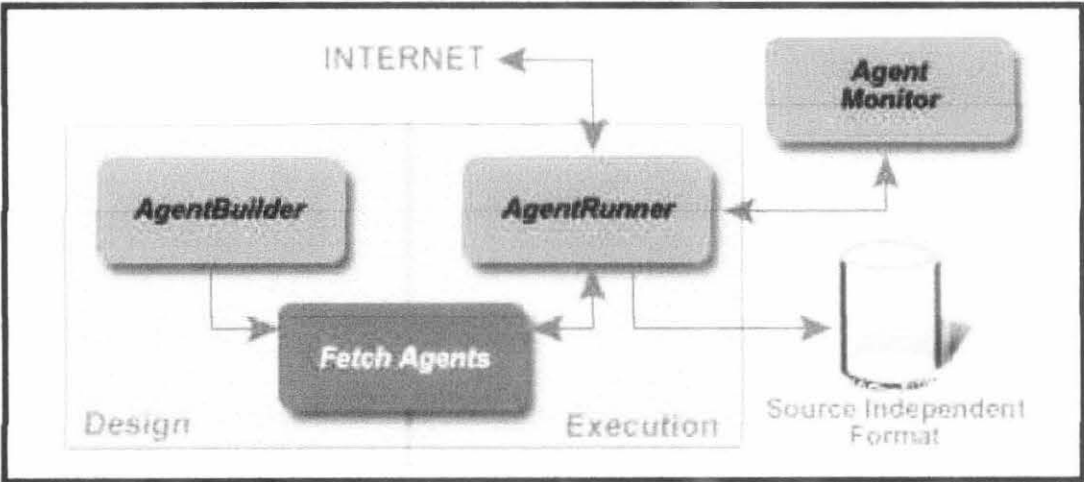 INTERNET
Agent
Monitor
AgentBuilder
AgentRunner
Fetch Agents
Design
Execution
Source Independent
Format